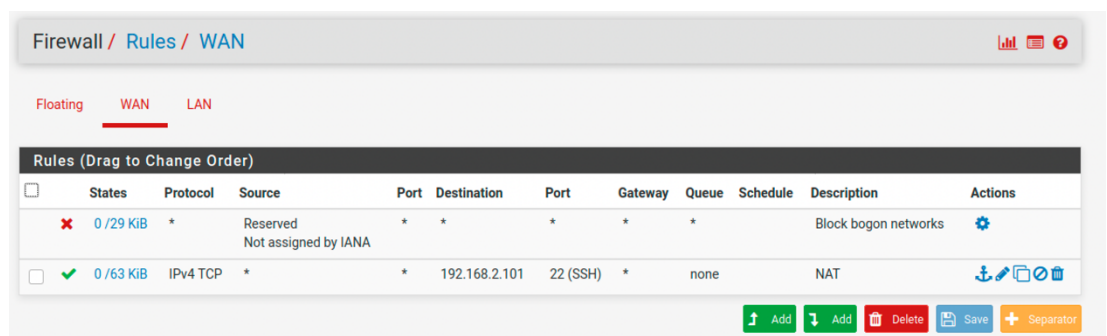 Firewall / Rules / WAN
Floating WAN LAN
Rules (Drag to Change Order)
States Protocol Source Port Destination Port Gateway Queue Schedule Description Actions
0 /29 KiB * Reserved * * * * * Block bogon networks
Not assigned by IANA
0 /63 KiB IPv4 TCP * * 192.168.2.101 22 (SSH) * none NAT
Add Add Delete Save Separator